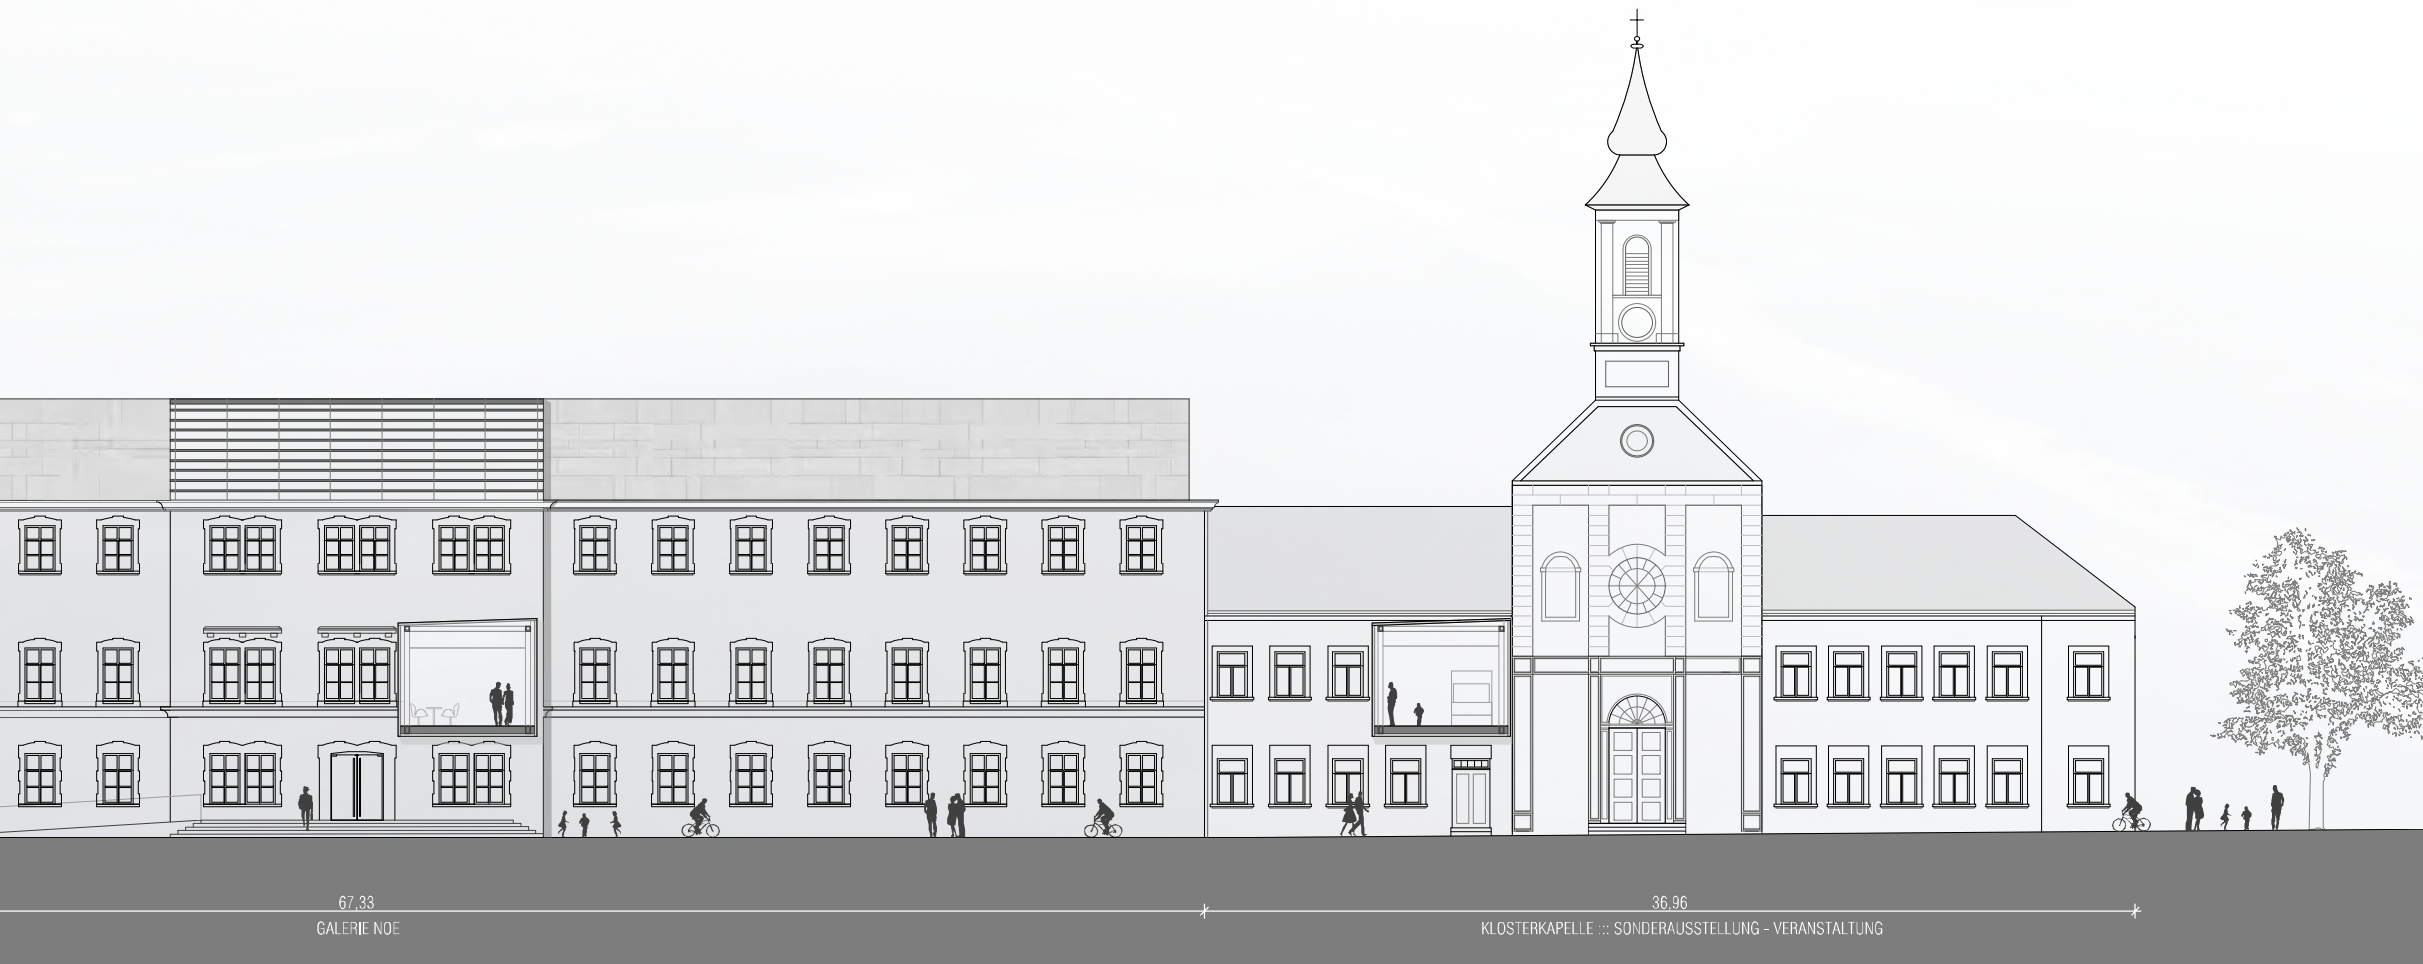 67,33
GALERIE NOE
36,96
KLOSTERKAPELLE ::: SONDERAUSSTELLUNG - VERANSTALTUNG